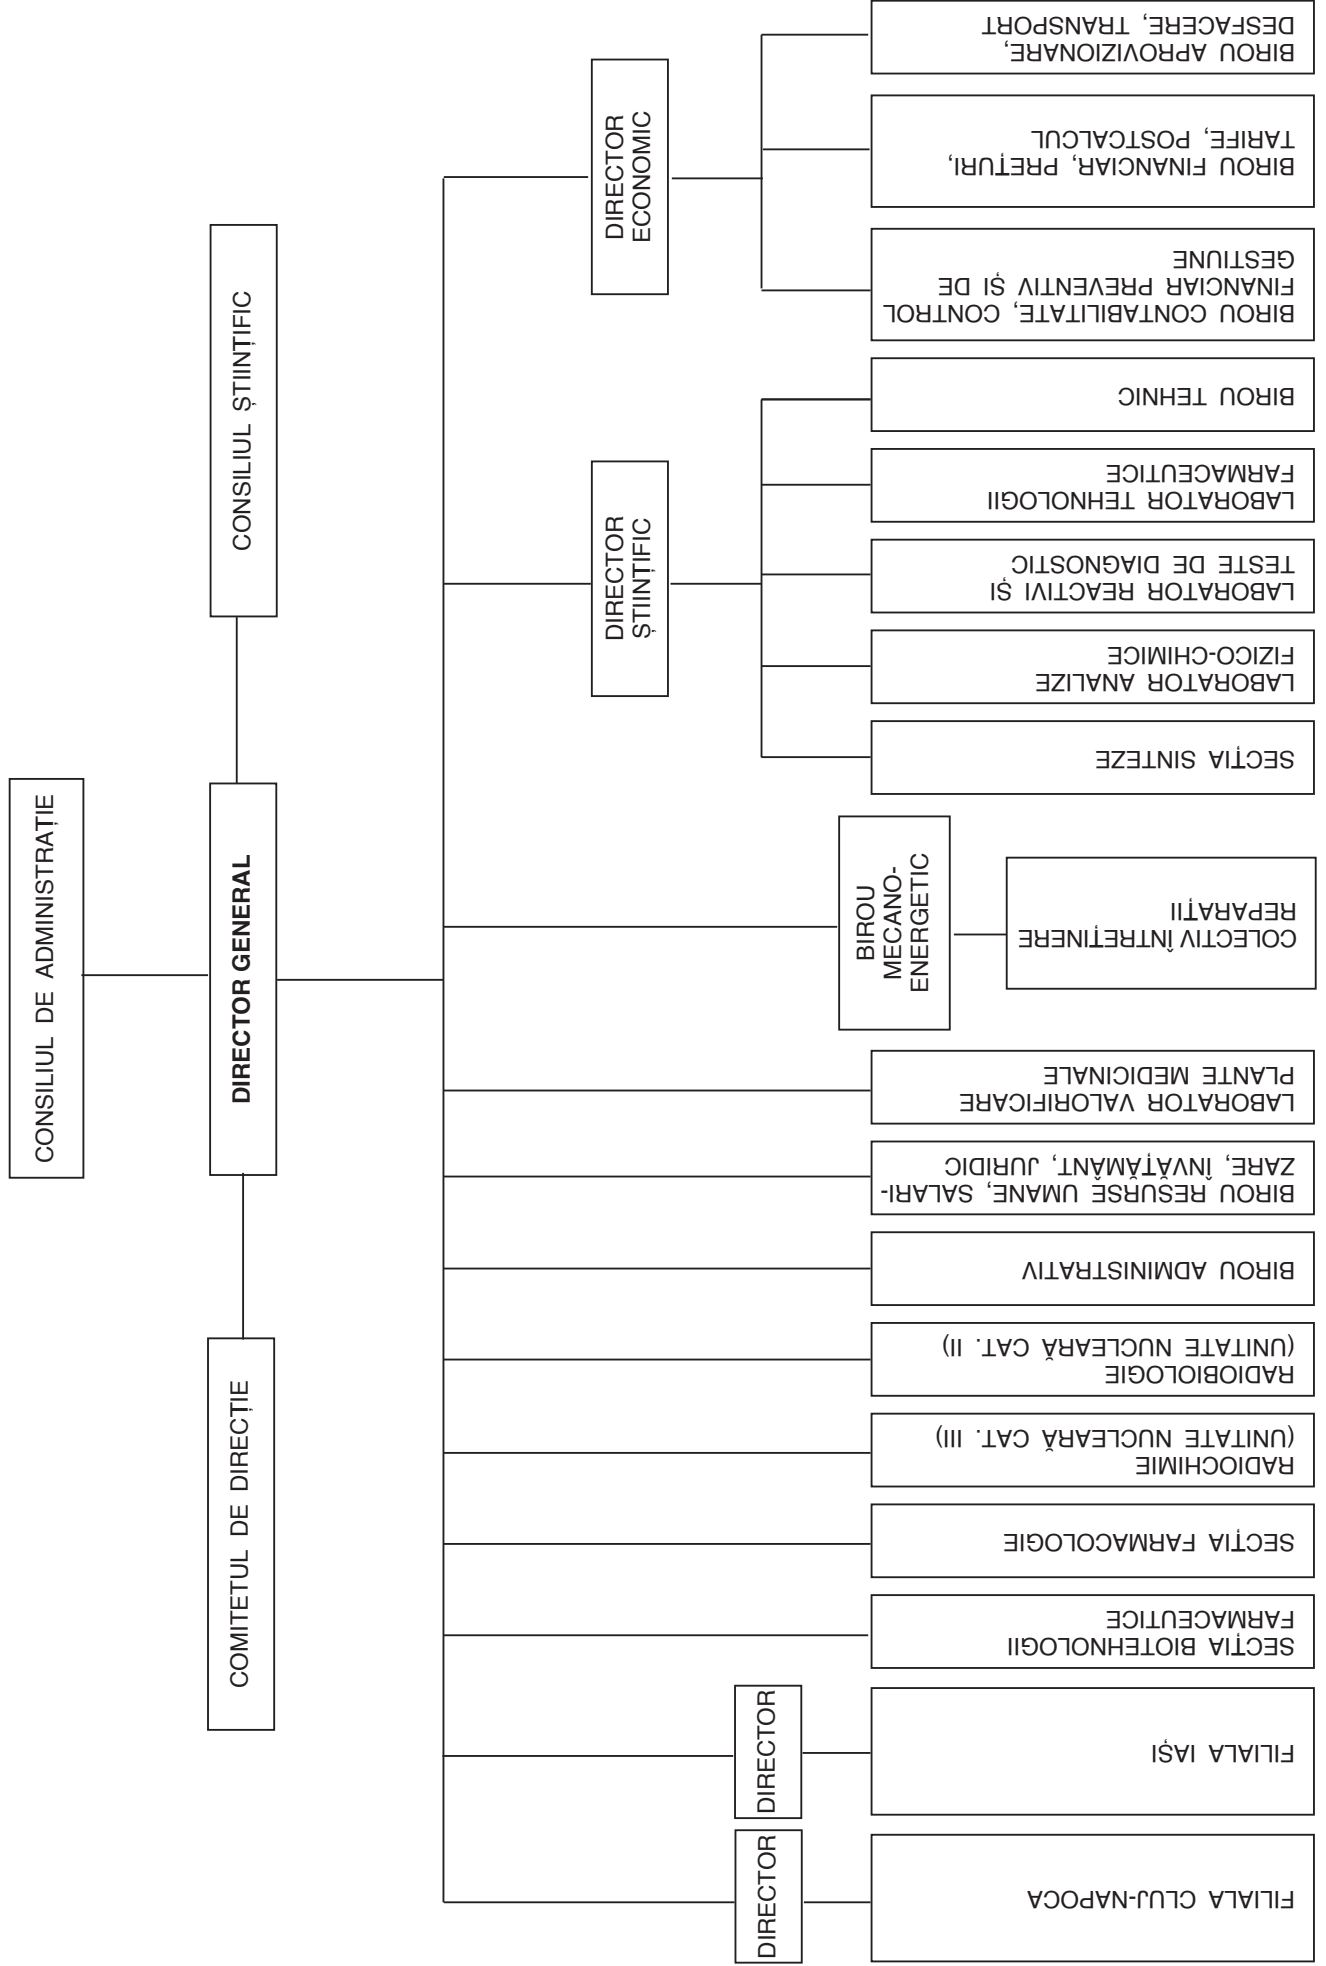 CONSILIUL DE ADMINISTRAȚIE
COMITETUL DE DIRECȚIE
DIRECTOR GENERAL
CONSILIUL ȘTIINȚIFIC
DIRECTOR
ȘTIINȚIFIC
DIRECTOR
ECONOMIC
DIRECTOR
DIRECTOR
BIROU
MECANO-
ENERGETIC
FILIALA CLUJ-NAPOCA
FILIALA IAȘI
SECȚIA BIOTEHNOLOGII
FARMACEUTICE
SECȚIA FARMACOLOGIE
RADIOCHIMIE
(UNITATE NUCLEARĂ CAT. III)
RADIOBIOLOGIE
(UNITATE NUCLEARĂ CAT. II)
BIROU ADMINISTRATIV
BIROU RESURSE UMANE, SALARI-
ZARE, ÎNVĂȚĂMÂNT, JURIDIC
LABORATOR VALORIFICARE
PLANTE MEDICINALE
COLECTIV ÎNTREȚINERE
REPARAȚII
SECȚIA SINTEZE
LABORATOR ANALIZE
FIZICO-CHIMICE
LABORATOR REACTIVI ȘI
TESTE DE DIAGNOSTIC
LABORATOR TEHNOLOGII
FARMACEUTICE
BIROU TEHNIC
BIROU CONTABILITATE, CONTROL
FINANCIAR PREVENTIV ȘI DE
GESTIUNE
BIROU FINANCIAR, PREȚURI,
TARIFE, POSTCALCUL
BIROU APROVIZIONARE,
DESFACERE, TRANSPORT